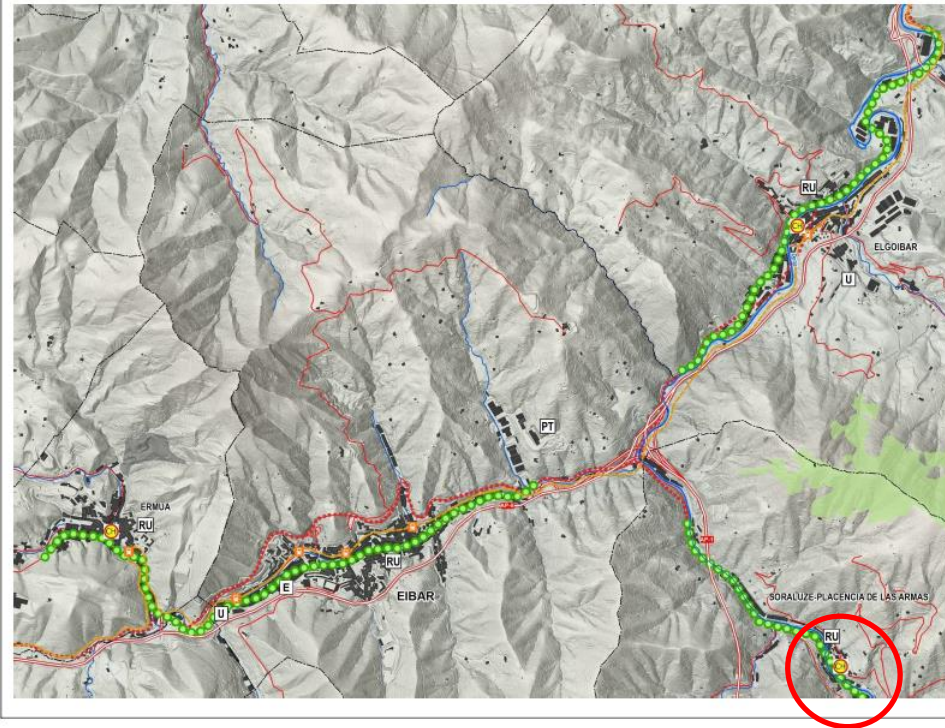 RU
ELGOIBAR
U
PT
ERMUA
RU
RU
E
EIBAR
U
SORALUZE-PLACENCIA DE LAS ARMAS
RU